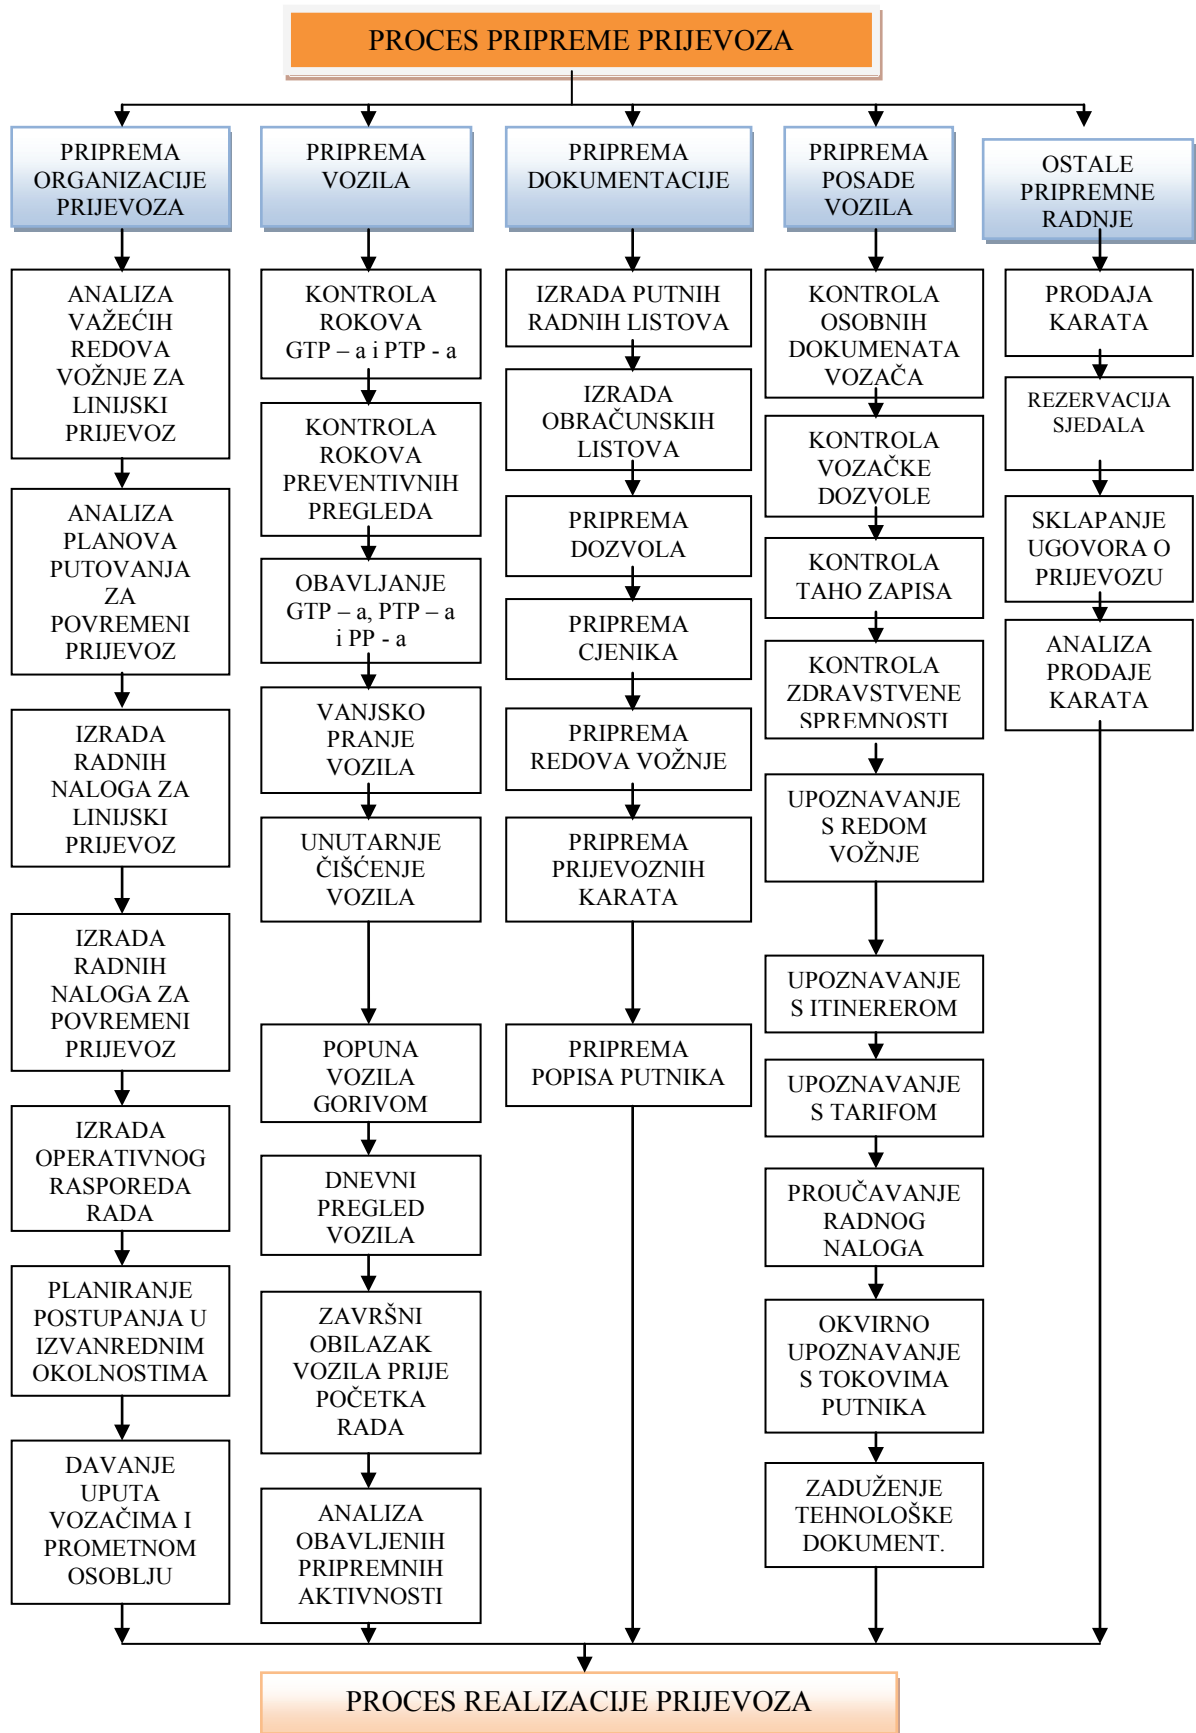 PROCES PRIPREME PRIJEVOZA
PRIPREMA
ORGANIZACIJE
PRIJEVOZA
ANALIZA
VAŽEĆIH
REDOVA
VOŽNJE ZA
LINIJSKI
PRIJEVOZ
ANALIZA
PLANOVA
PUTOVANJA
ZA
POVREMENI
PRIJEVOZ
IZRADA
RADNIH
NALOGA ZA
LINIJSKI
PRIJEVOZ
IZRADA
RADNIH
NALOGA ZA
POVREMENI
PRIJEVOZ
IZRADA
OPERATIVNOG
RASPOREDA
RADA
PLANIRANJE
POSTUPANJA U
IZVANREDNIM
OKOLNOSTIMA
DAVANJE
UPUTA
VOZAČIMA I
PROMETNOM
OSOBLJU
PRIPREMA
VOZILA
KONTROLA
ROKOVA
GTP – a i PTP - a
KONTROLA
ROKOVA
PREVENTIVNIH
PREGLEDA
OBAVLJANJE
GTP – a, PTP – a
i PP - a
VANJSKO
PRANJE
VOZILA
UNUTARNJE
ČIŠĆENJE
VOZILA
POPUNA
VOZILA
GORIVOM
DNEVNI
PREGLED
VOZILA
ZAVRŠNI
OBILAZAK
VOZILA PRIJE
POČETKA
RADA
ANALIZA
OBAVLJENIH
PRIPREMNIH
AKTIVNOSTI
PRIPREMA
DOKUMENTACIJE
IZRADA PUTNIH
RADNIH LISTOVA
IZRADA
OBRAČUNSKIH
LISTOVA
PRIPREMA
DOZVOLA
PRIPREMA
CJENIKA
PRIPREMA
REDOVA VOŽNJE
PRIPREMA
PRIJEVOZNIH
KARATA
PRIPREMA
POPISA PUTNIKA
PRIPREMA
POSADE
VOZILA
KONTROLA
OSOBNIH
DOKUMENATA
VOZAČA
KONTROLA
VOZAČKE
DOZVOLE
KONTROLA
TAHO ZAPISA
KONTROLA
ZDRAVSTVENE
SPREMNOSTI
UPOZNAVANJE
S REDOM
VOŽNJE
UPOZNAVANJE
S ITINEREROM
UPOZNAVANJE
S TARIFOM
PROUČAVANJE
RADNOG
NALOGA
OKVIRNO
UPOZNAVANJE
S TOKOVIMA
PUTNIKA
ZADUŽENJE
TEHNOLOŠKE
DOKUMENT.
OSTALE
PRIPREMNE
RADNJE
PRODAJA
KARATA
REZERVACIJA
SJEDALA
SKLAPANJE
UGOVORA O
PRIJEVOZU
ANALIZA
PRODAJE
KARATA
PROCES REALIZACIJE PRIJEVOZA